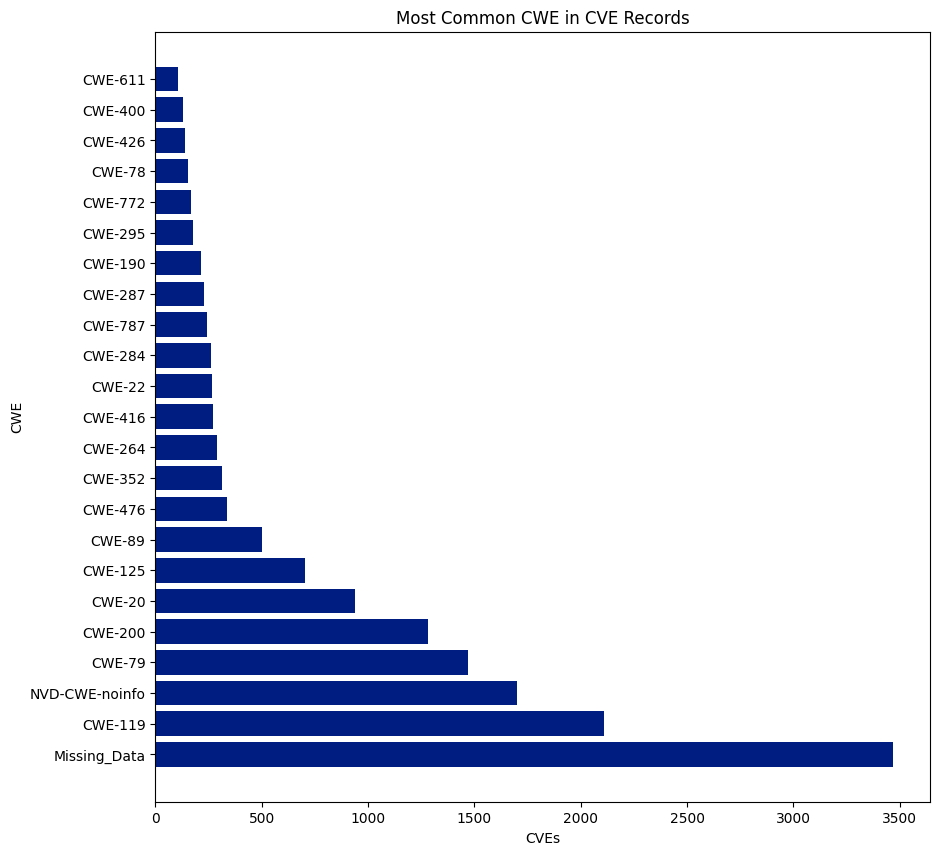 Most Common CWE in CVE Records
CWE-611
CWE-400
CWE-426
CWE-78
CWE-772
CWE-295
CWE-190
CWE-287
CWE-787
CWE-284
CWE-22
CWE-416
CWE-264
CWE-352
CWE-476
CWE-89
CWE-125
CWE-20
CWE-200
CWE-79
NVD-CWE-noinfo
CWE-119
Missing_Data
CWE
0 500 1000 1500 2000 2500 3000 3500
CVEs